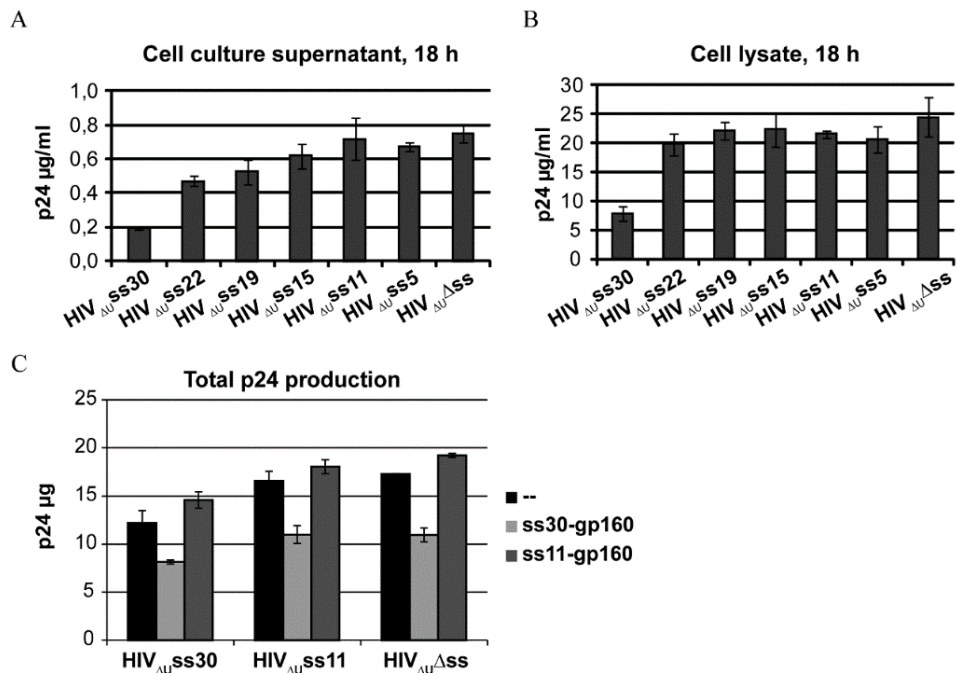 A
Cell culture supernatant, 18 h
p24 µg/ml
1,0
0,8
0,6
0,4
0,2
0,0
HIV ΔU ss30
HIV ΔU ss22
HIV ΔU ss19
HIV ΔU ss15
HIV ΔU ss11
HIV ΔU ss5
HIV ΔU Δss
B
Cell lysate, 18 h
p24 µg/ml
30
25
20
15
10
5
0
HIV ΔU ss30
HIV ΔU ss22
HIV ΔU ss19
HIV ΔU ss15
HIV ΔU ss11
HIV ΔU ss5
HIV ΔU Δss
C
Total p24 production
p24 µg
25
20
15
10
5
0
HIVΔUss30
HIVΔUss11
HIVΔUΔss
--
ss30-gp160
ss11-gp160